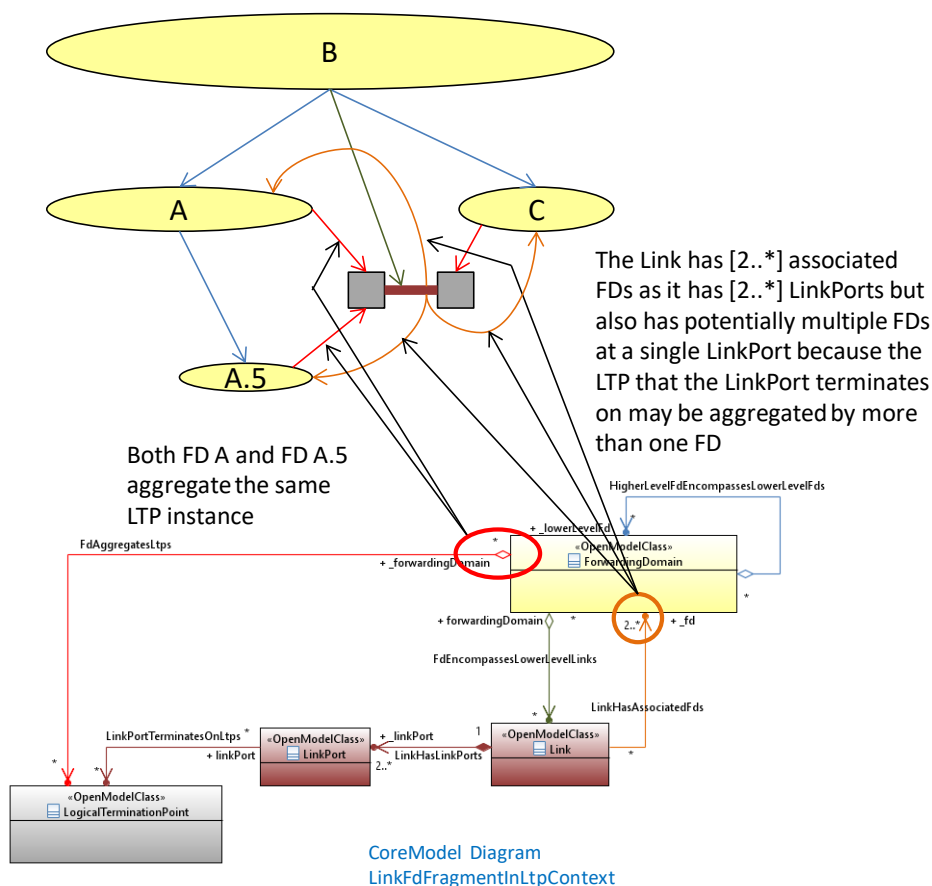 B
A
C
The Link has [2..*] associated
FDs as it has [2..*] LinkPorts but
also has potentially multiple FDs
at a single LinkPort because the
LTP that the LinkPort terminates
on may be aggregated by more
than one FD
A.5
Both FD A and FD A.5
aggregate the same
LTP instance
HigherLevelFdEncompassesLowerLevelFds
*
+ _lowerLevelFd
FdAggregatesLtps
*
+ _forwardingDomain
«OpenModelClass»
ForwardingDomain
*
+ forwardingDomain
*
2..*
+ _fd
FdEncompassesLowerLevelLinks
LinkHasAssociatedFds
LinkPortTerminatesOnLtps
*
+ linkPort
«OpenModelClass»
LinkPort
+ _linkPort
1
LinkHasLinkPorts
2..*
*
«OpenModelClass»
Link
*
*
*
«OpenModelClass»
LogicalTerminationPoint
CoreModel Diagram
LinkFdFragmentInLtpContext